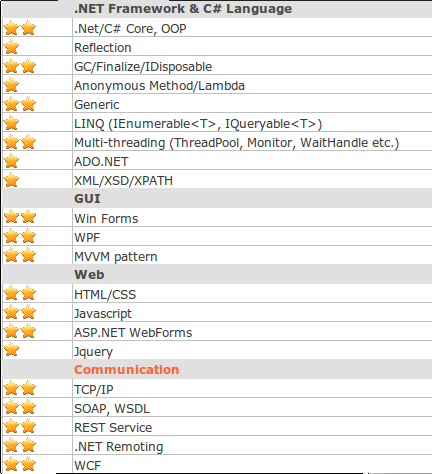 .NET Framework & C# Language
.Net/C# Core, OOP
Reflection
GC/Finalize/IDisposable
Anonymous Method/Lambda
Generic
LINQ (IEnumerable<T>, IQueryable<T>)
Multi-threading (ThreadPool, Monitor, WaitHandle etc.)
ADO.NET
XML/XSD/XPATH
GUI
Win Forms
WPF
MVVM pattern
Web
HTML/CSS
Javascript
ASP.NET WebForms
Jquery
Communication
TCP/IP
SOAP, WSDL
REST Service
.NET Remoting
WCF